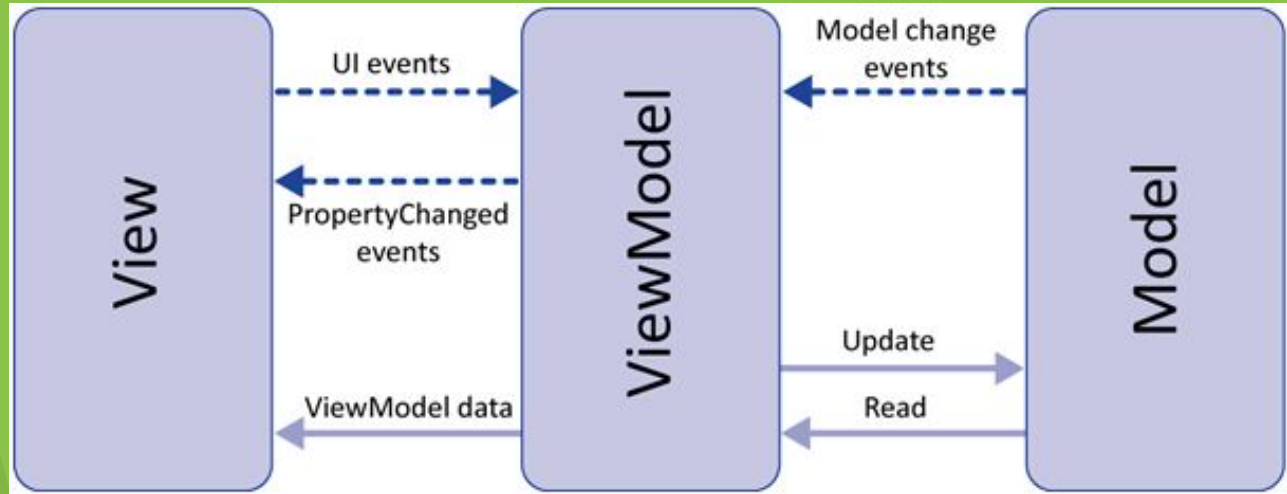 View
UI events
PropertyChanged
events
ViewModel data
ViewModel
Model change
events
Update
Read
Model